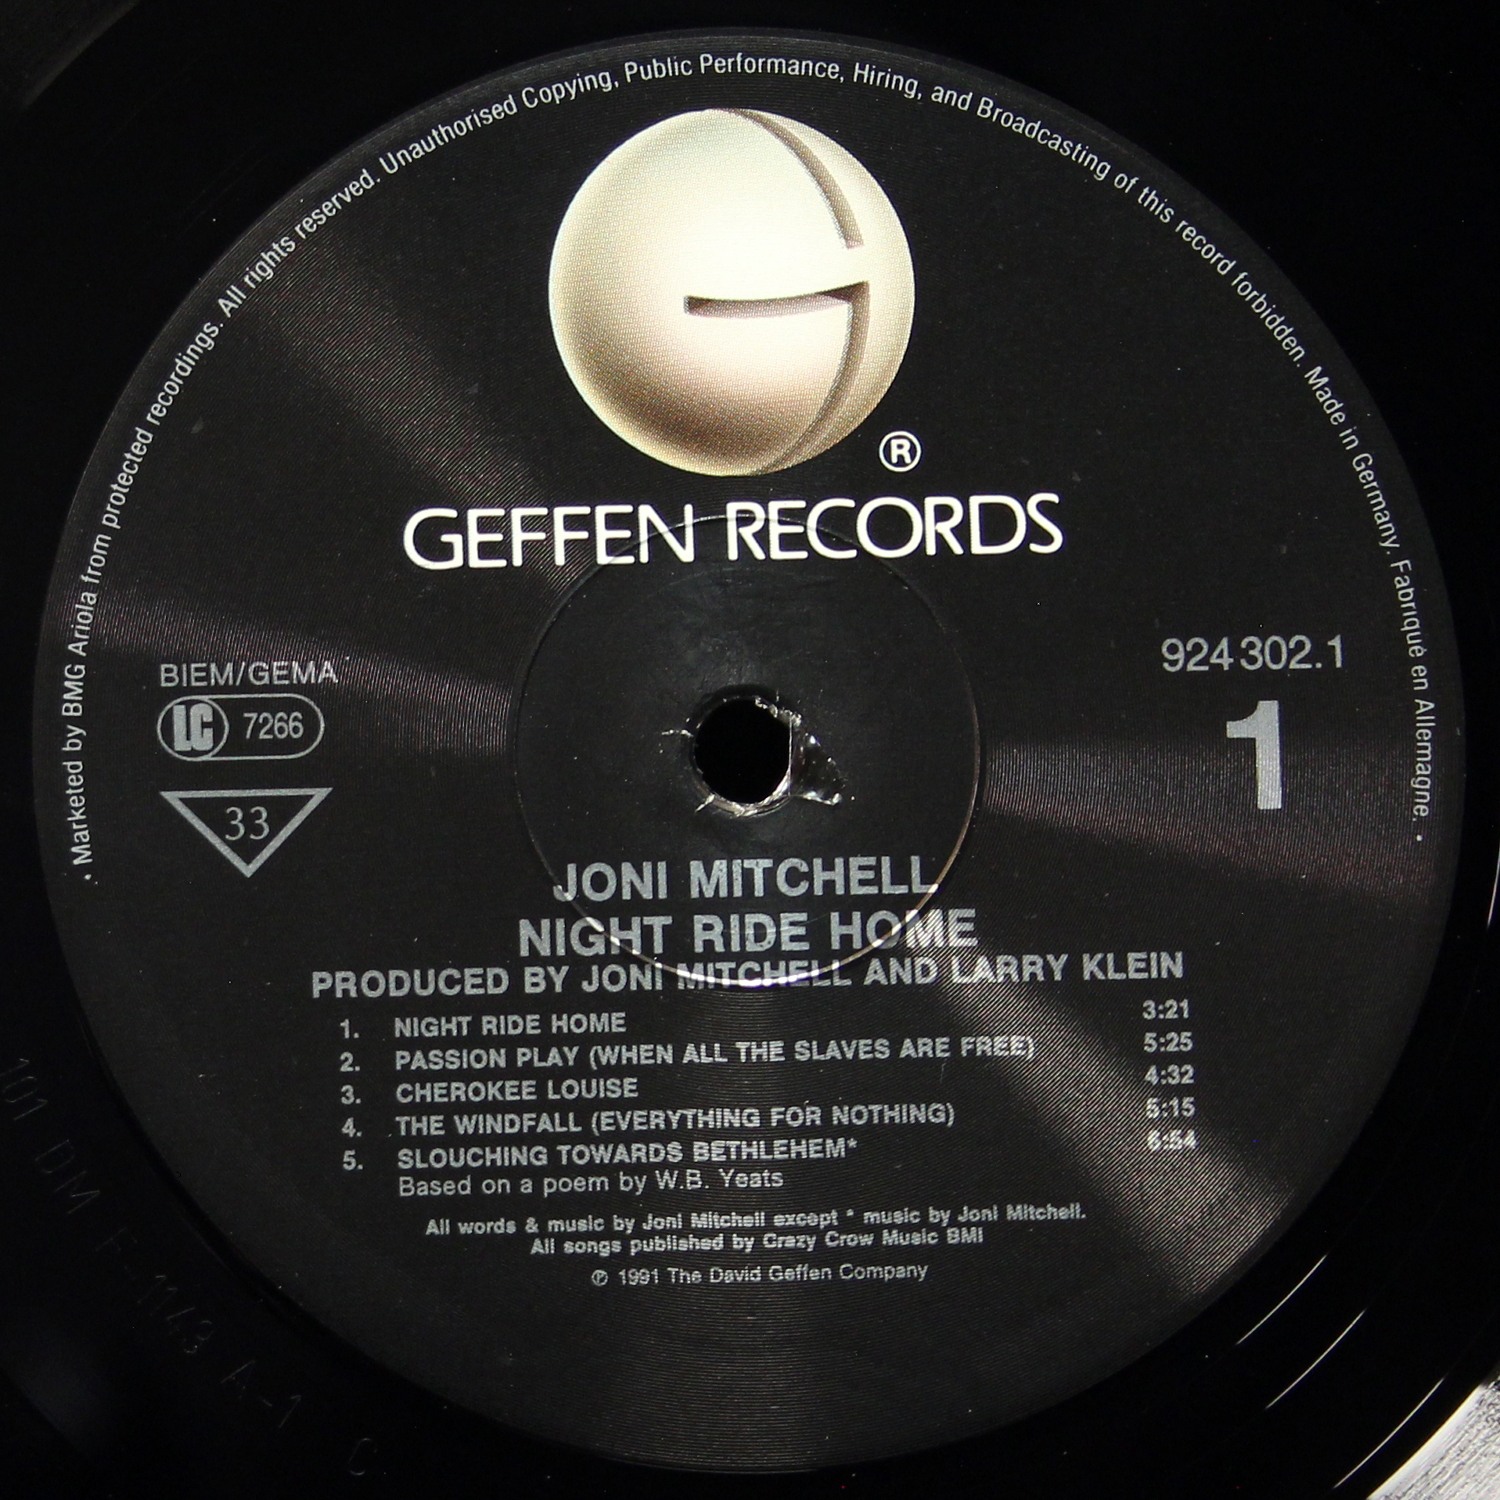 • Marketed by BMG Ariola from protected recordings. All rights reserved. Unauthorised Copying, Public Performance, Hiring, and Broadcasting of this record forbidden. Made in Germany. Fabriqué en Allemagne. •
®
GEFFEN RECORDS
BIEM/GEMA
LC 7266
33
924 302.1
1
JONI MITCHELL
NIGHT RIDE HOME
PRODUCED BY JONI MITCHELL AND LARRY KLEIN
1. NIGHT RIDE HOME 3:21
2. PASSION PLAY (WHEN ALL THE SLAVES ARE FREE) 5:25
3. CHEROKEE LOUISE 4:32
4. THE WINDFALL (EVERYTHING FOR NOTHING) 5:15
5. SLOUCHING TOWARDS BETHLEHEM* 6:54
Based on a poem by W.B. Yeats
All words & music by Joni Mitchell except * music by Joni Mitchell.
All songs published by Crazy Crow Music BMI
℗ 1991 The David Geffen Company